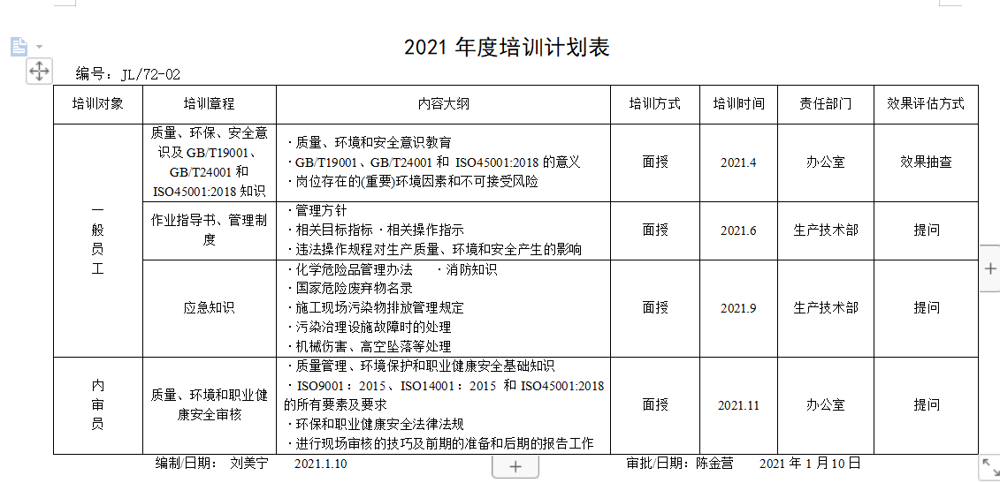 2021 年度培训计划表
编号：JL/72-02
培训对象 培训章程 内容大纲 培训方式 培训时间 责任部门 效果评估方式
一
般
员
工
质量、环保、安全意
识及 GB/T19001、
GB/T24001 和
ISO45001:2018 知识
·质量、环境和安全意识教育
·GB/T19001、GB/T24001 和 ISO45001:2018 的意义
·岗位存在的(重要)环境因素和不可接受风险
面授 2021.4 办公室 效果抽查
作业指导书、管理制
度
·管理方针
·相关目标指标 ·相关操作指示
·违法操作规程对生产质量、环境和安全产生的影响
面授 2021.6 生产技术部 提问
应急知识
·化学危险品管理办法 ·消防知识
·国家危险废弃物名录
·施工现场污染物排放管理规定
·污染治理设施故障时的处理
·机械伤害、高空坠落等处理
面授 2021.9 生产技术部 提问
内
审
员
质量、环境和职业健
康安全审核
·质量管理、环境保护和职业健康安全基础知识
·ISO9001：2015、ISO14001：2015 和 ISO45001:2018
的所有要素及要求
·环保和职业健康安全法律法规
·进行现场审核的技巧及前期的准备和后期的报告工作
面授 2021.11 办公室 提问
编制/日期： 刘美宁 2021.1.10 审批/日期：陈金营 2021 年 1 月 10 日